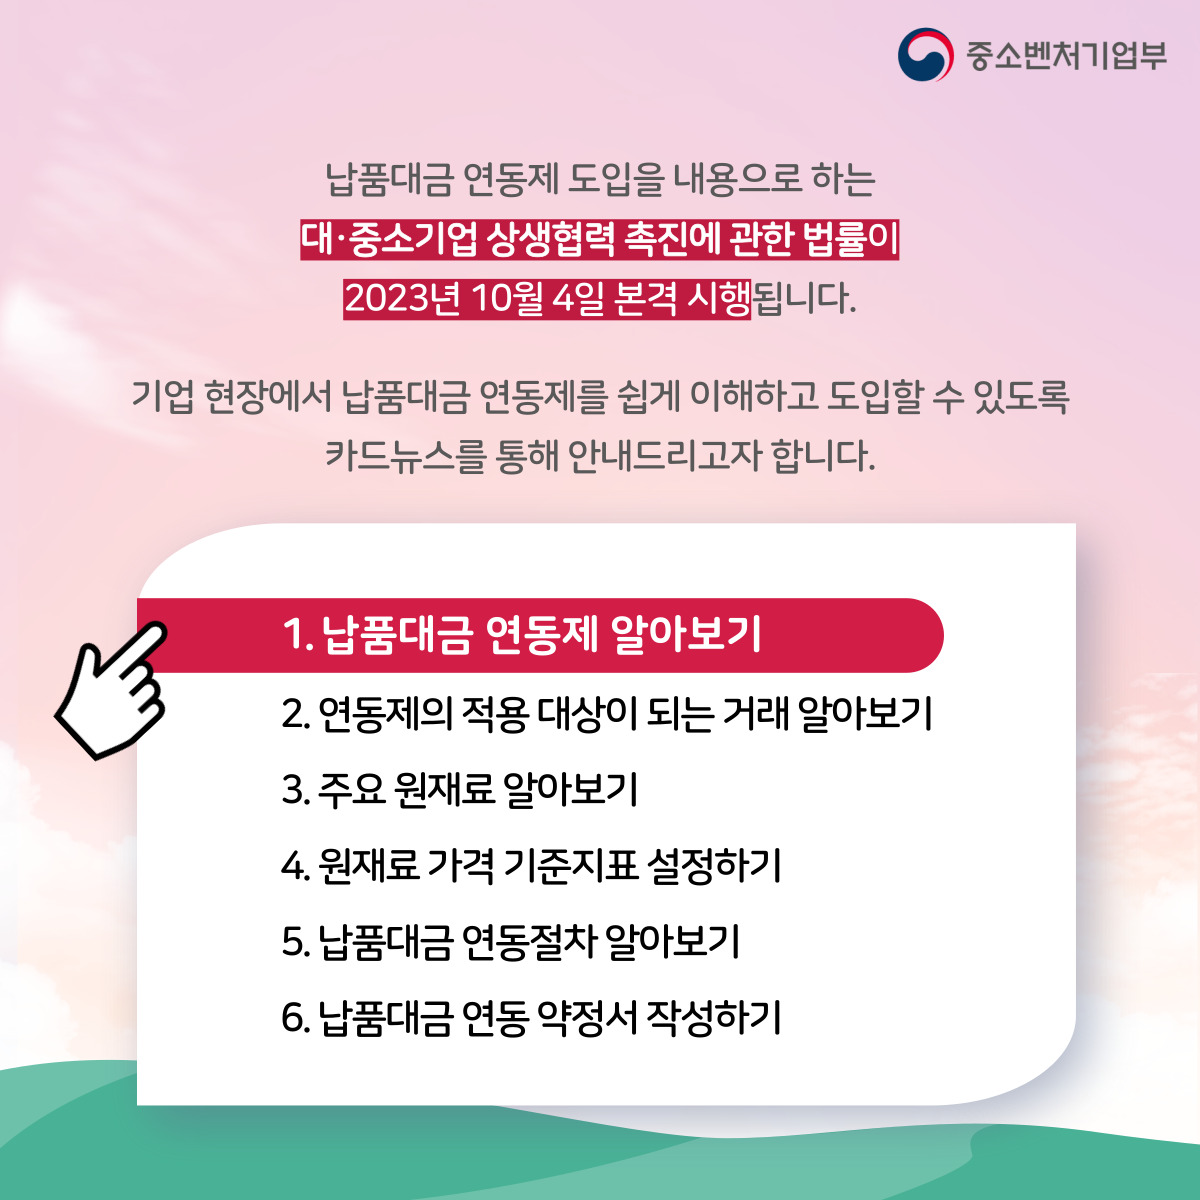 중소벤처기업부
납품대금 연동제 도입을 내용으로 하는
대·중소기업 상생협력 촉진에 관한 법률이
2023년 10월 4일 본격 시행됩니다.
기업 현장에서 납품대금 연동제를 쉽게 이해하고 도입할 수 있도록
카드뉴스를 통해 안내드리고자 합니다.
1. 납품대금 연동제 알아보기
2. 연동제의 적용 대상이 되는 거래 알아보기
3. 주요 원재료 알아보기
4. 원재료 가격 기준지표 설정하기
5. 납품대금 연동절차 알아보기
6. 납품대금 연동 약정서 작성하기